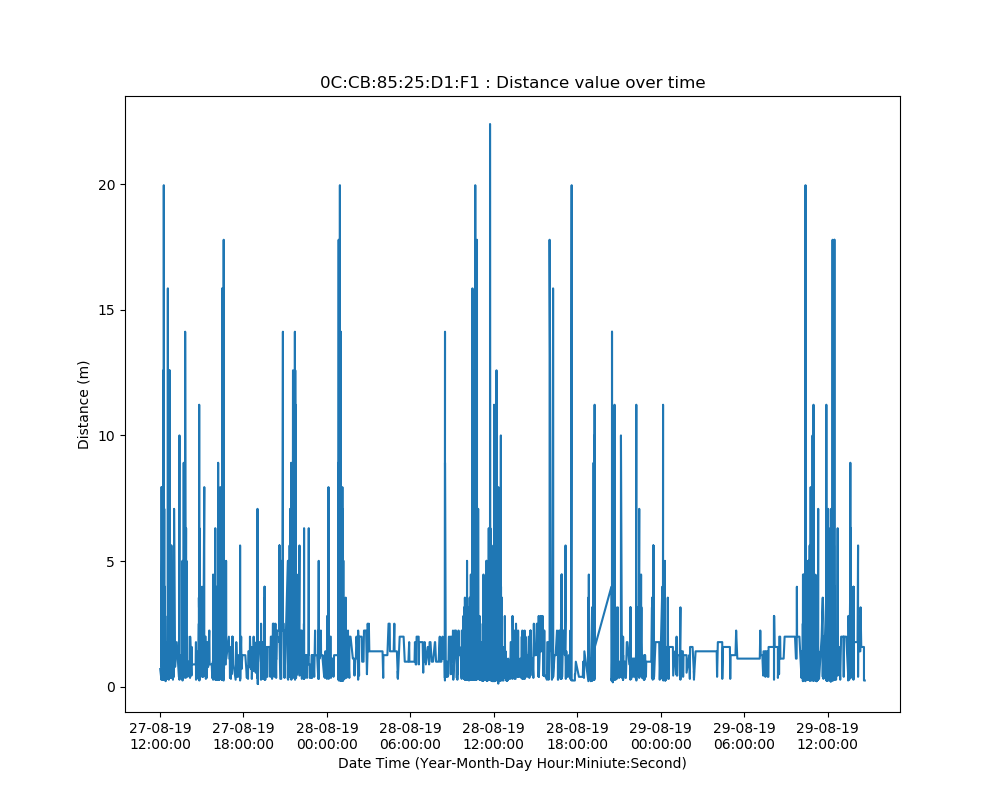 0C:CB:85:25:D1:F1 : Distance value over time
Distance (m)
20
15
10
5
0
27-08-19 27-08-19 28-08-19 28-08-19 28-08-19 28-08-19 29-08-19 29-08-19 29-08-19
12:00:00 18:00:00 00:00:00 06:00:00 12:00:00 18:00:00 00:00:00 06:00:00 12:00:00
Date Time (Year-Month-Day Hour:Miniute:Second)